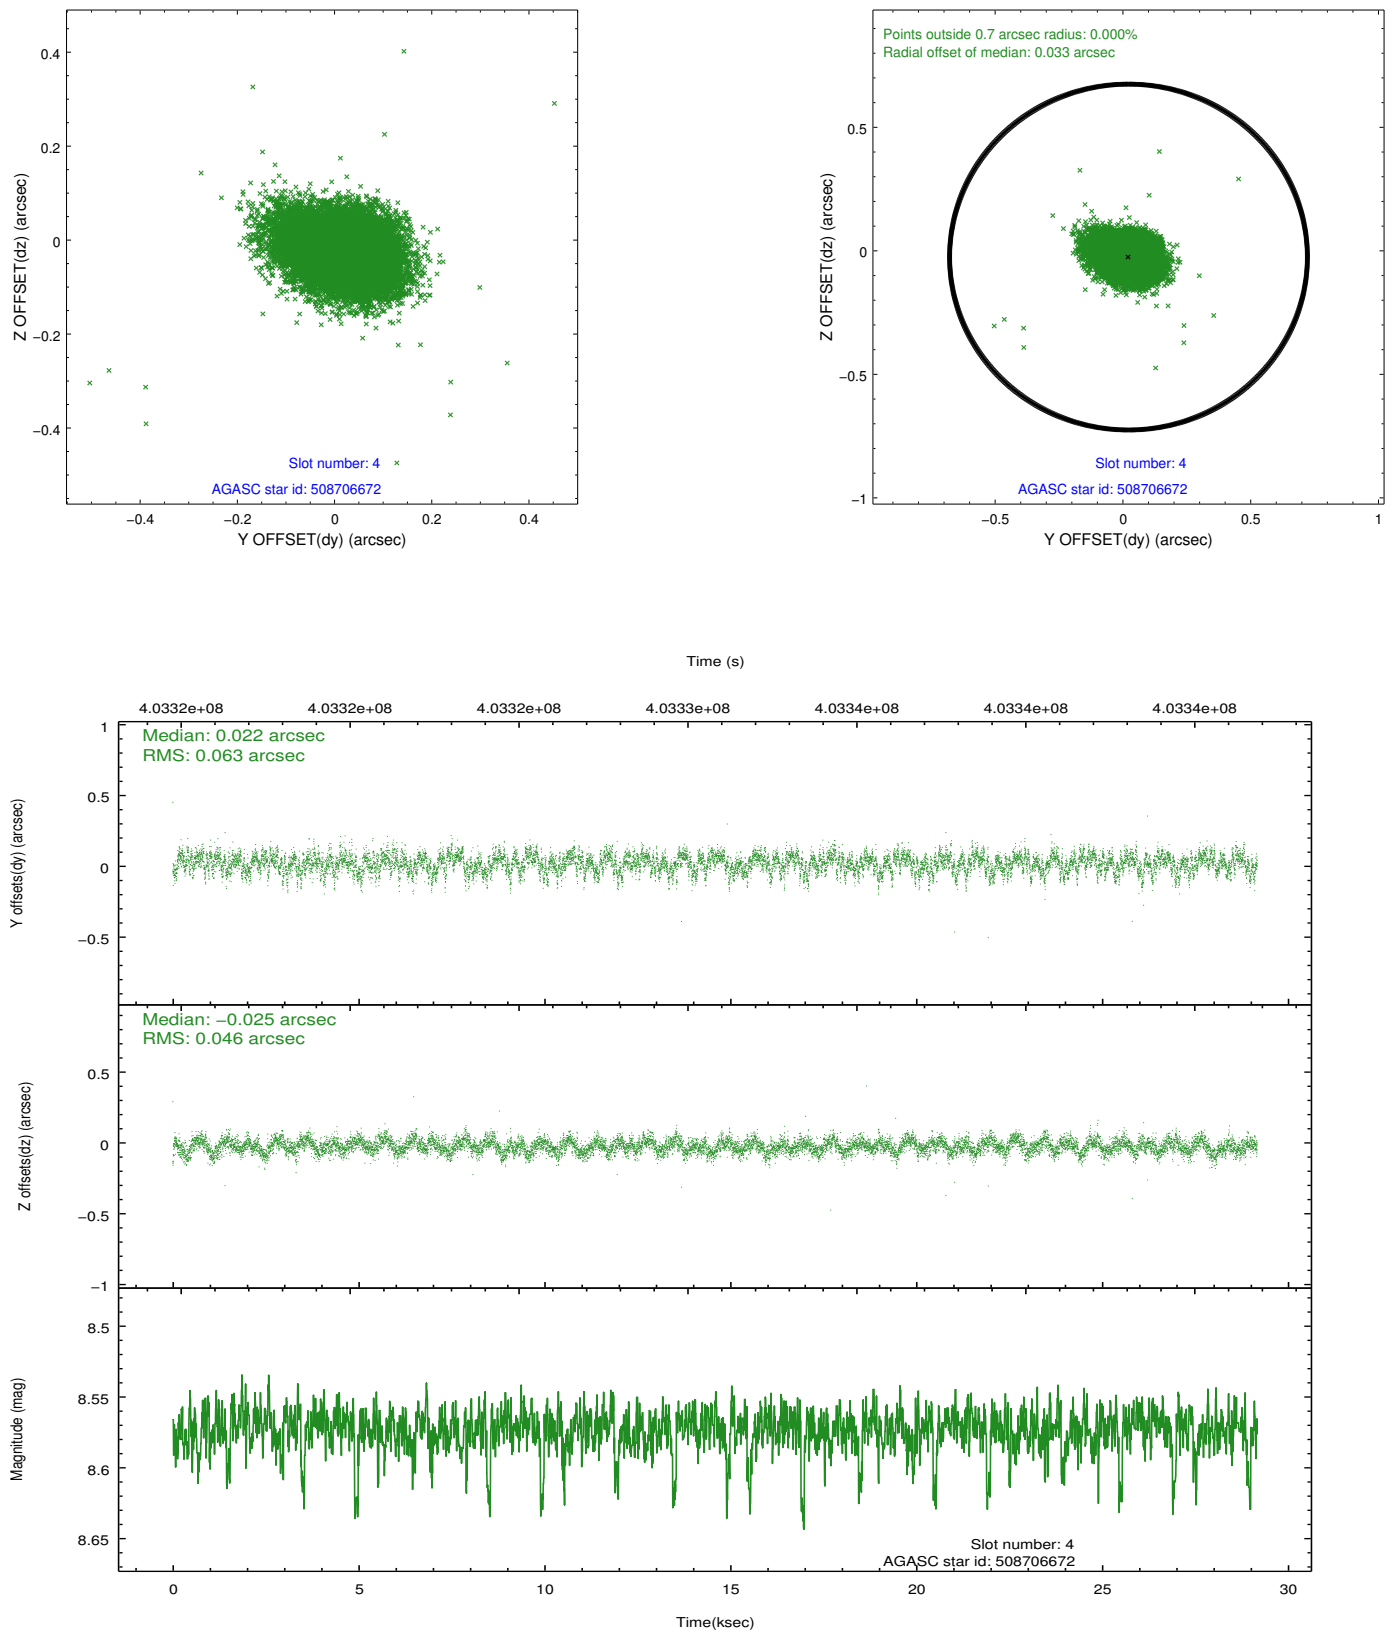 0.4
0.2
0
−0.2
−0.4
Z OFFSET(dz) (arcsec)
Slot number: 4
AGASC star id: 508706672
−0.4 −0.2 0 0.2 0.4
Y OFFSET(dy) (arcsec)
Points outside 0.7 arcsec radius: 0.000%
Radial offset of median: 0.033 arcsec
0.5
0
−0.5
−1
Z OFFSET(dz) (arcsec)
Slot number: 4
AGASC star id: 508706672
−0.5 0 0.5 1
Y OFFSET(dy) (arcsec)
Time (s)
4.0332e+08 4.0332e+08 4.0332e+08 4.0333e+08 4.0334e+08 4.0334e+08 4.0334e+08
Median: 0.022 arcsec
RMS: 0.063 arcsec
1
0.5
0
−0.5
Y offsets(dy) (arcsec)
Median: −0.025 arcsec
RMS: 0.046 arcsec
0.5
0
−0.5
−1
Z offsets(dz) (arcsec)
8.5
8.55
8.6
8.65
Magnitude (mag)
Slot number: 4
AGASC star id: 508706672
0 5 10 15 20 25 30
Time(ksec)